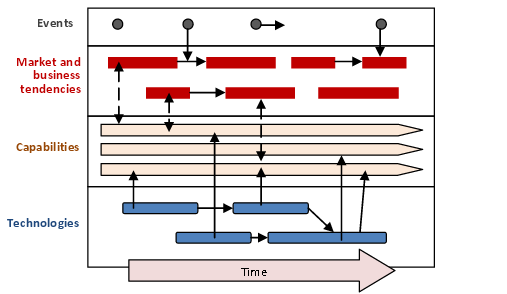 Events
Market and
business
tendencies
Capabilities
Technologies
Time